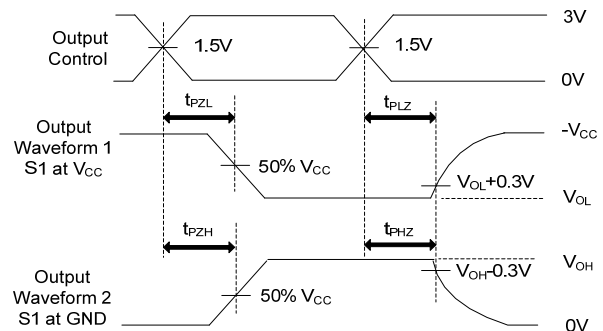 3V
Output
Control
1.5V
1.5V
0V
tPZL
tPLZ
Output
Waveform 1
S1 at VCC
-VCC
50% VCC
VOL+0.3V
VOL
tPZH
tPHZ
VOH
VOH-0.3V
Output
Waveform 2
S1 at GND
50% VCC
0V